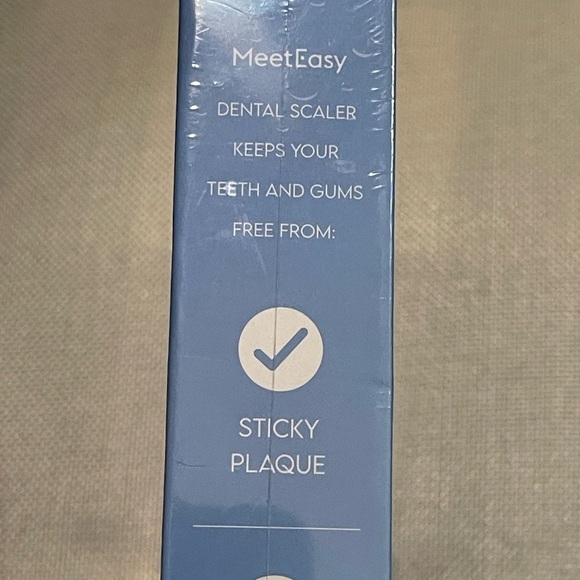 MeetEasy
DENTAL SCALER
KEEPS YOUR
TEETH AND GUMS
FREE FROM:
STICKY
PLAQUE